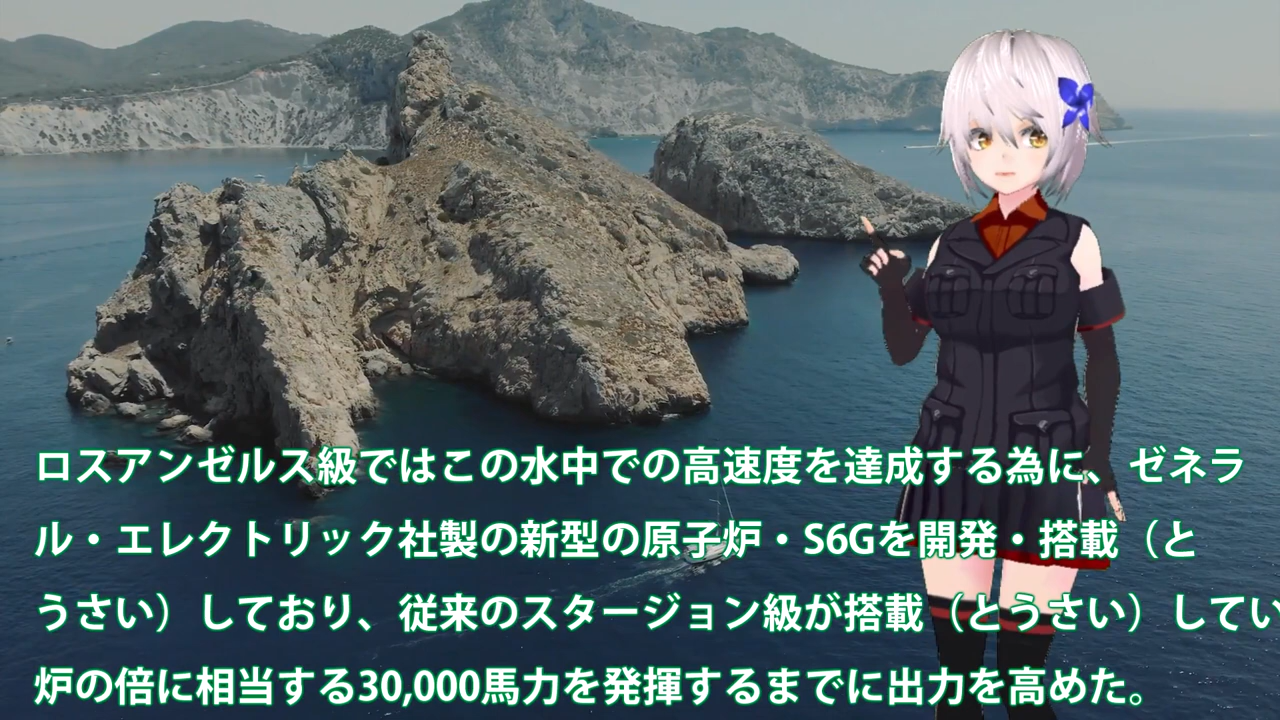 ロスアンゼルス級ではこの水中での高速度を達成する為に、ゼネラ
ル・エレクトリック社製の新型の原子炉・S6Gを開発・搭載（と
うさい）しており、従来のスタージョン級が搭載（とうさい）してい
炉の倍に相当する30,000馬力を発揮するまでに出力を高めた。